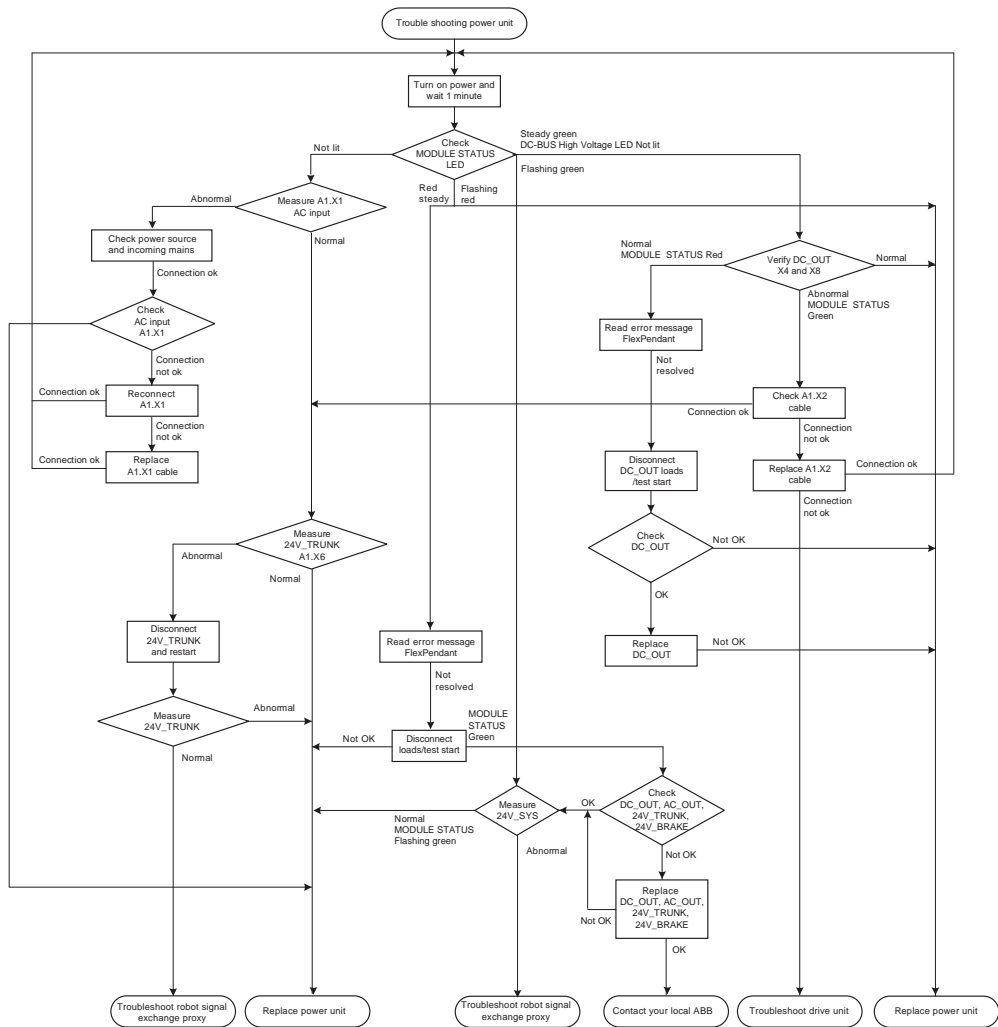 Trouble shooting power unit
Turn on power and
wait 1 minute
Check
MODULE STATUS
LED
Steady green
DC-BUS High Voltage LED Not lit
Flashing green
Not lit
Red
steady
Flashing
red
Measure A1.X1
AC input
Abnormal
Normal
Check power source
and incoming mains
Connection ok
Check
AC input
A1.X1
Connection
not ok
Connection ok
Reconnect
A1.X1
Connection
not ok
Connection ok
Replace
A1.X1 cable
Normal
MODULE STATUS Red
Verify DC_OUT
X4 and X8
Normal
Abnormal
MODULE STATUS
Green
Read error message
FlexPendant
Not
resolved
Connection ok
Check A1.X2
cable
Connection
not ok
Disconnect
DC_OUT loads
/test start
Replace A1.X2
cable
Connection ok
Connection
not ok
Measure
24V_TRUNK
A1.X6
Abnormal
Normal
Check
DC_OUT
Not OK
OK
Disconnect
24V_TRUNK
and restart
Read error message
FlexPendant
Not
resolved
Replace
DC_OUT
Not OK
Measure
24V_TRUNK
Abnormal
Normal
Not OK
Disconnect
loads/test start
MODULE
STATUS
Green
Measure
24V_SYS
OK
Normal
MODULE STATUS
Flashing green
Abnormal
Check
DC_OUT, AC_OUT,
24V_TRUNK,
24V_BRAKE
Not OK
Replace
DC_OUT, AC_OUT,
24V_TRUNK,
24V_BRAKE
Not OK
OK
Troubleshoot robot signal
exchange proxy
Replace power unit
Troubleshoot robot signal
exchange proxy
Contact your local ABB
Troubleshoot drive unit
Replace power unit